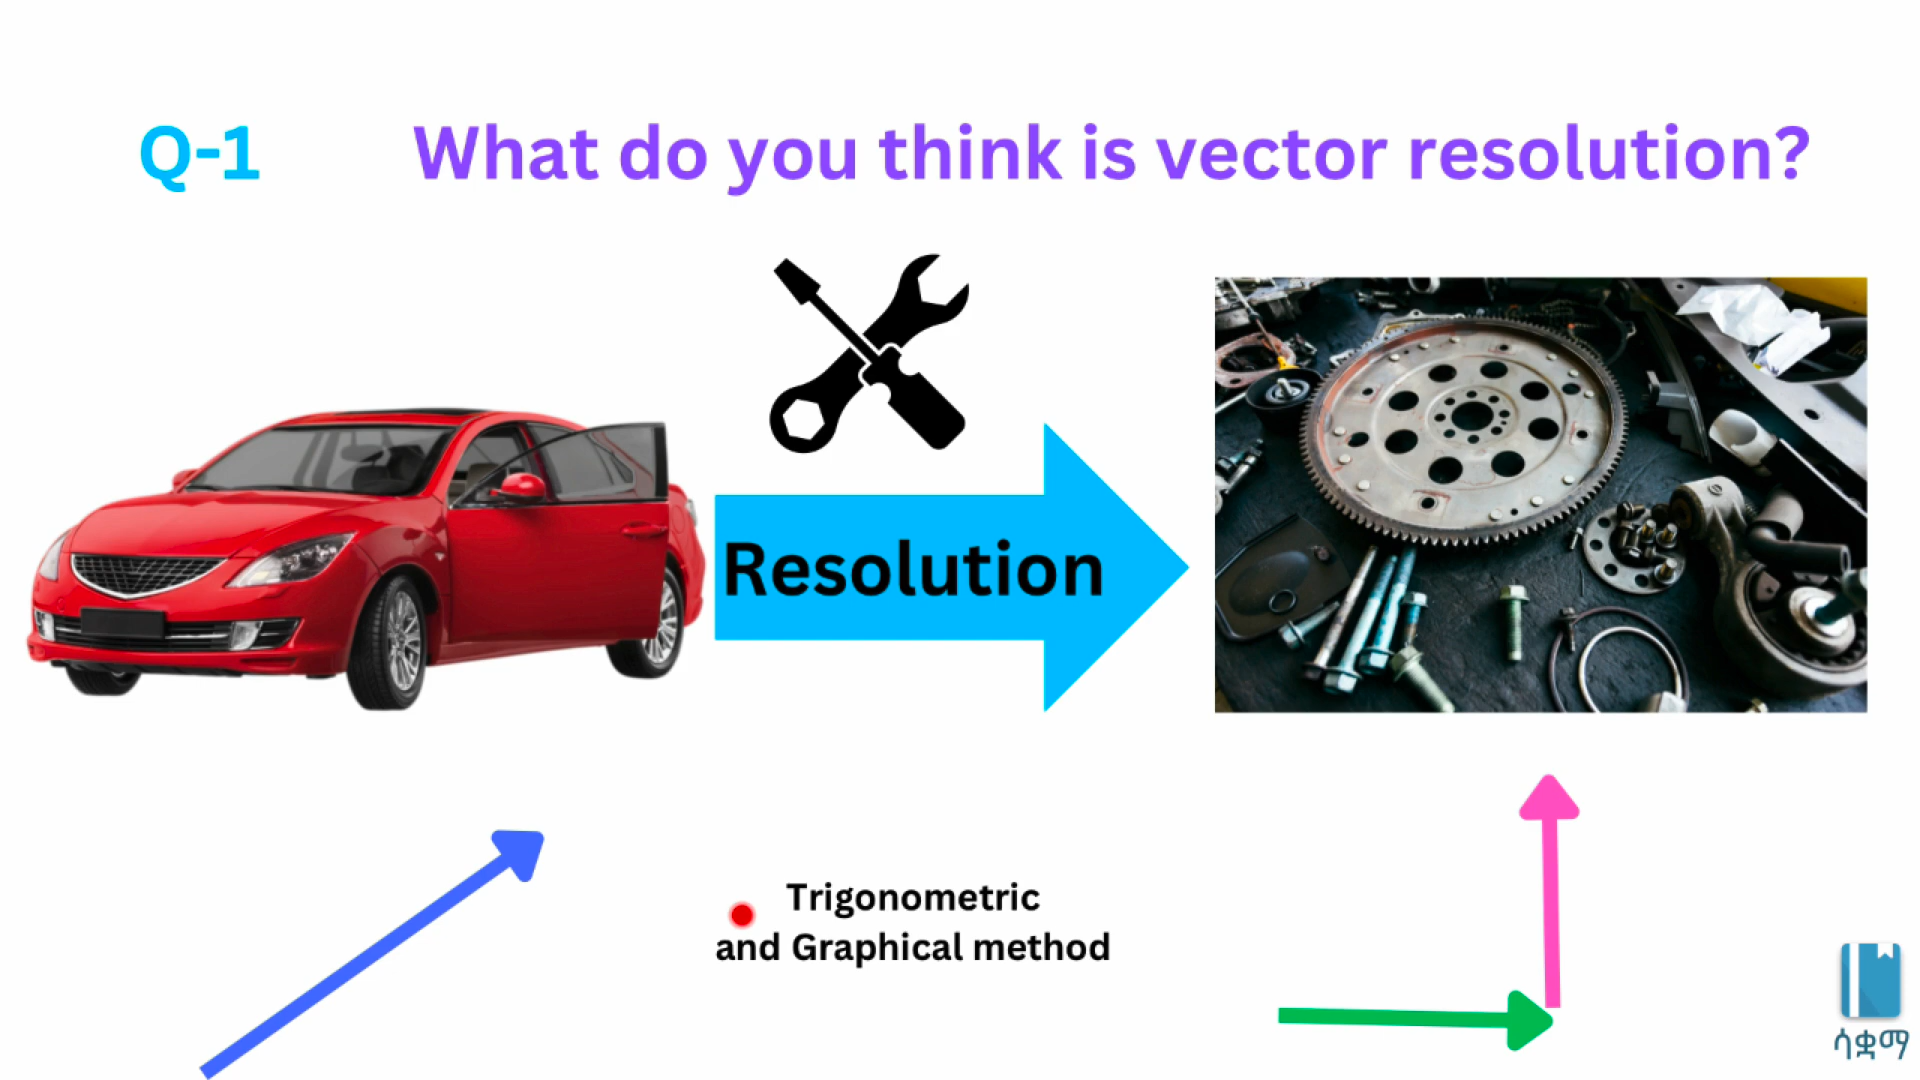 Q-1 What do you think is vector resolution?
Resolution
Trigonometric
and Graphical method
ሳቋማ